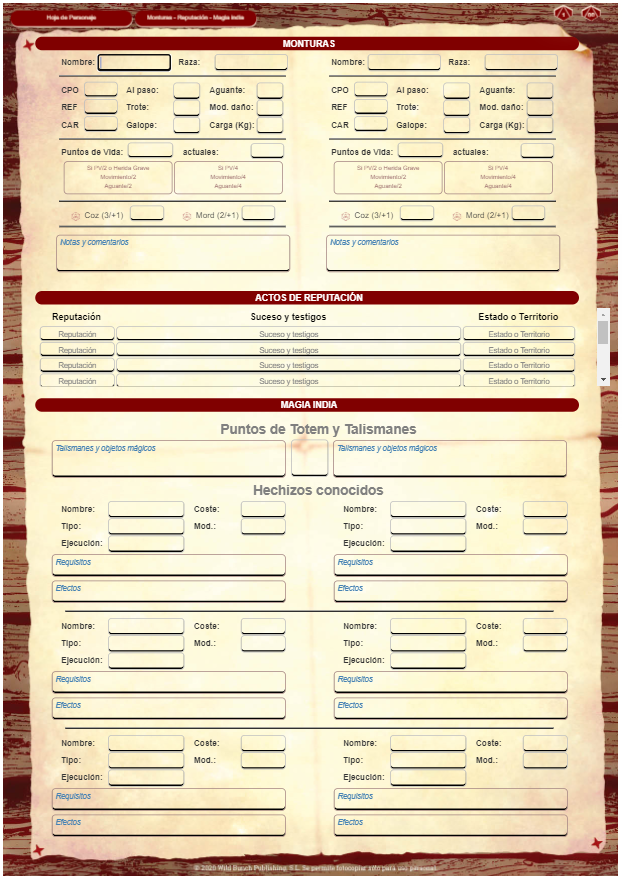 Hoja de Personaje Monturas - Reputación - Magia India
MONTURAS
Nombre: Raza: Nombre: Raza:
CPO Al paso: Aguante: CPO Al paso: Aguante:
REF Trote: Mod. daño: REF Trote: Mod. daño:
CAR Galope: Carga (Kg): CAR Galope: Carga (Kg):
Puntos de Vida: actuales: Puntos de Vida: actuales:
Si PV/2 o Herida Grave Si PV/4 Si PV/2 o Herida Grave Si PV/4
Movimiento/2 Movimiento/4 Movimiento/2 Movimiento/4
Aguante/2 Aguante/4 Aguante/2 Aguante/4
Coz (3/+1) Mord (2/+1) Coz (3/+1) Mord (2/+1)
Notas y comentarios Notas y comentarios
ACTOS DE REPUTACIÓN
Reputación Suceso y testigos Estado o Territorio
Reputación Suceso y testigos Estado o Territorio
Reputación Suceso y testigos Estado o Territorio
Reputación Suceso y testigos Estado o Territorio
Reputación Suceso y testigos Estado o Territorio
MAGIA INDIA
Puntos de Totem y Talismanes
Talismanes y objetos mágicos Talismanes y objetos mágicos
Hechizos conocidos
Nombre: Coste: Nombre: Coste:
Tipo: Mod.: Tipo: Mod.:
Ejecución: Ejecución:
Requisitos Requisitos
Efectos Efectos
Nombre: Coste: Nombre: Coste:
Tipo: Mod.: Tipo: Mod.:
Ejecución: Ejecución:
Requisitos Requisitos
Efectos Efectos
Nombre: Coste: Nombre: Coste:
Tipo: Mod.: Tipo: Mod.:
Ejecución: Ejecución:
Requisitos Requisitos
Efectos Efectos
© 2020 Wild Bunch Publishing, S.L. Se permite fotocopiar sólo para uso personal.